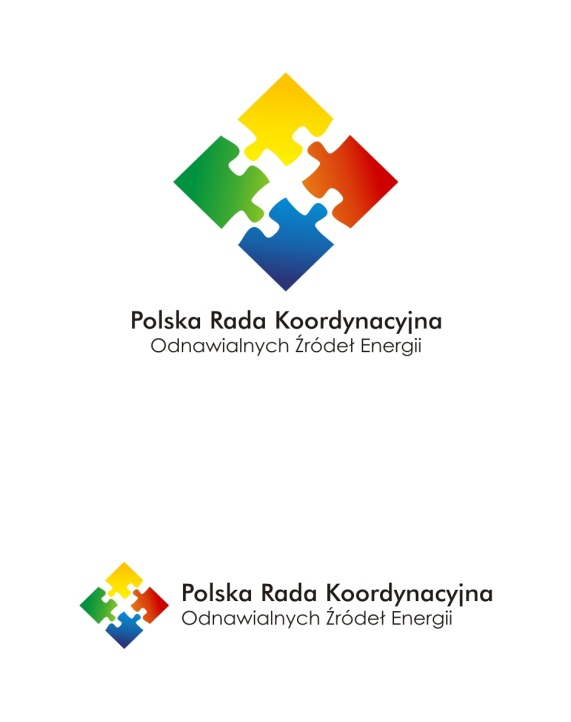 Polska Rada Koordynacyjna
Odnawialnych Źródeł Energii
Polska Rada Koordynacyjna
Odnawialnych Źródeł Energii